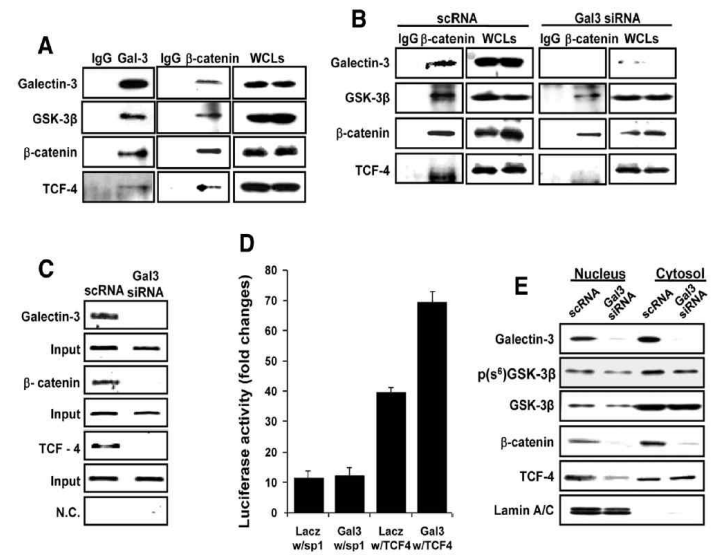 A
IgG Gal-3 IgG β-catenin WCLs
Galectin-3
GSK-3β
β-catenin
TCF-4
B
scRNA Gal3 siRNA
IgG β-catenin WCLs IgG β-catenin WCLs
Galectin-3
GSK-3β
β-catenin
TCF-4
C
scRNA Gal3 siRNA
Galectin-3
Input
β- catenin
Input
TCF - 4
Input
N.C.
D
Luciferase activity (fold changes)
80
70
60
50
40
30
20
10
0
Lacz Gal3 Lacz Gal3
w/sp1 w/sp1 w/TCF4 w/TCF4
E
Nucleus Cytosol
scRNA Gal3 siRNA scRNA Gal3 siRNA
Galectin-3
p(s⁶)GSK-3β
GSK-3β
β-catenin
TCF-4
Lamin A/C